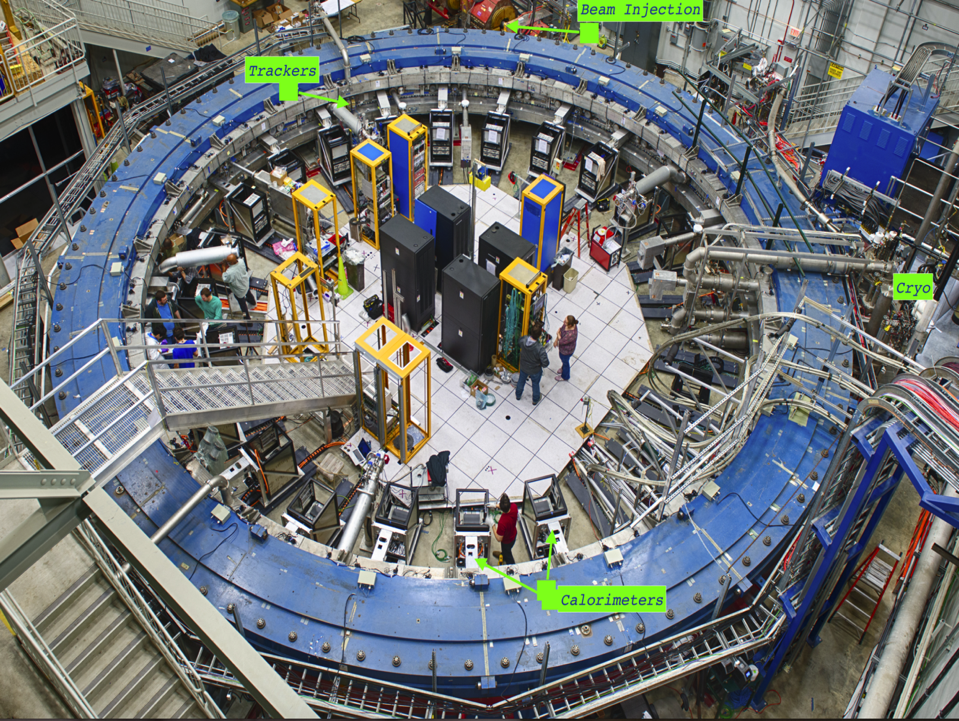 Beam Injection
Trackers
Cryo
Calorimeters